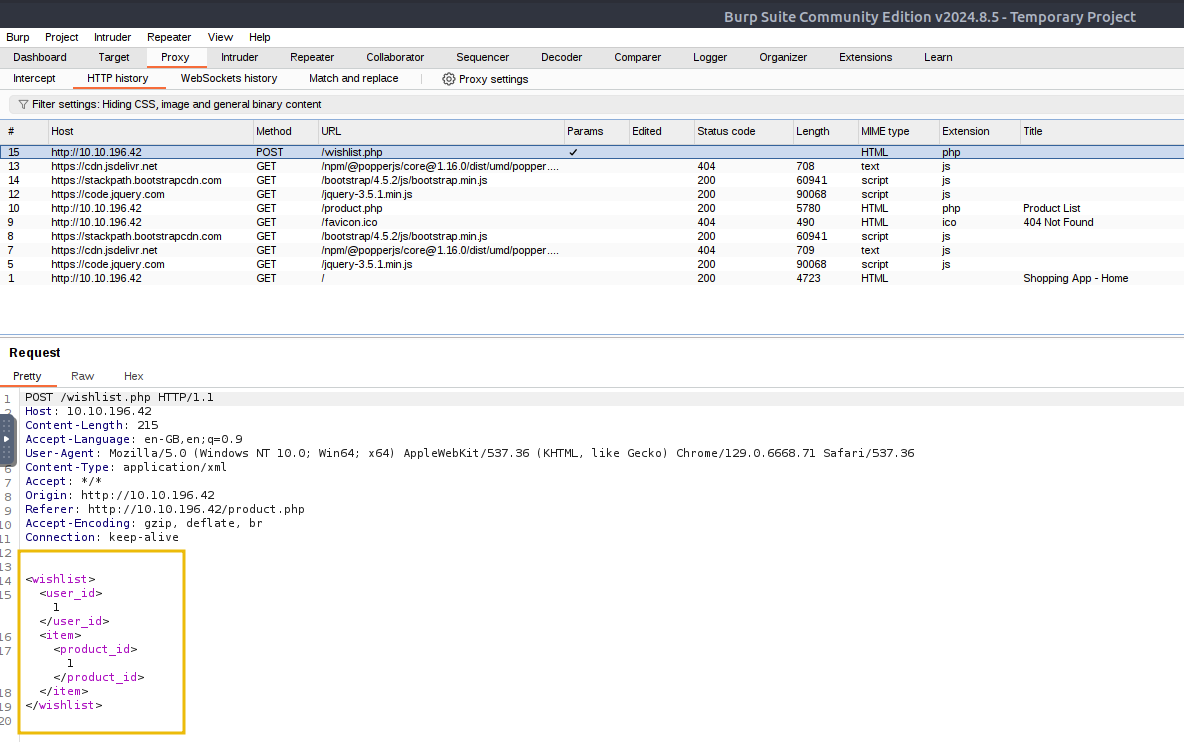 Burp Suite Community Edition v2024.8.5 - Temporary Project
Burp Project Intruder Repeater View Help
Dashboard Target Proxy Intruder Repeater Collaborator Sequencer Decoder Comparer Logger Organizer Extensions Learn
Intercept HTTP history WebSockets history Match and replace | Proxy settings
Filter settings: Hiding CSS, image and general binary content
# Host Method URL Params Edited Status code Length MIME type Extension Title
15 http://10.10.196.42 POST /wishlist.php ✓ HTML php
13 https://cdn.jsdelivr.net GET /npm/@popperjs/core@1.16.0/dist/umd/popper.... 404 708 text js
14 https://stackpath.bootstrapcdn.com GET /bootstrap/4.5.2/js/bootstrap.min.js 200 60941 script js
12 https://code.jquery.com GET /jquery-3.5.1.min.js 200 90068 script js
10 http://10.10.196.42 GET /product.php 200 5780 HTML php Product List
9 http://10.10.196.42 GET /favicon.ico 404 490 HTML ico 404 Not Found
8 https://stackpath.bootstrapcdn.com GET /bootstrap/4.5.2/js/bootstrap.min.js 200 60941 script js
7 https://cdn.jsdelivr.net GET /npm/@popperjs/core@1.16.0/dist/umd/popper.... 404 709 text js
5 https://code.jquery.com GET /jquery-3.5.1.min.js 200 90068 script js
1 http://10.10.196.42 GET / 200 4723 HTML Shopping App - Home
Request
Pretty Raw Hex
1 POST /wishlist.php HTTP/1.1
2 Host: 10.10.196.42
Content-Length: 215
Accept-Language: en-GB,en;q=0.9
User-Agent: Mozilla/5.0 (Windows NT 10.0; Win64; x64) AppleWebKit/537.36 (KHTML, like Gecko) Chrome/129.0.6668.71 Safari/537.36
6 Content-Type: application/xml
7 Accept: */*
8 Origin: http://10.10.196.42
9 Referer: http://10.10.196.42/product.php
10 Accept-Encoding: gzip, deflate, br
11 Connection: keep-alive
12
13
14 <wishlist>
15 <user_id>
1
</user_id>
16 <item>
17 <product_id>
1
</product_id>
18 </item>
19 </wishlist>
20